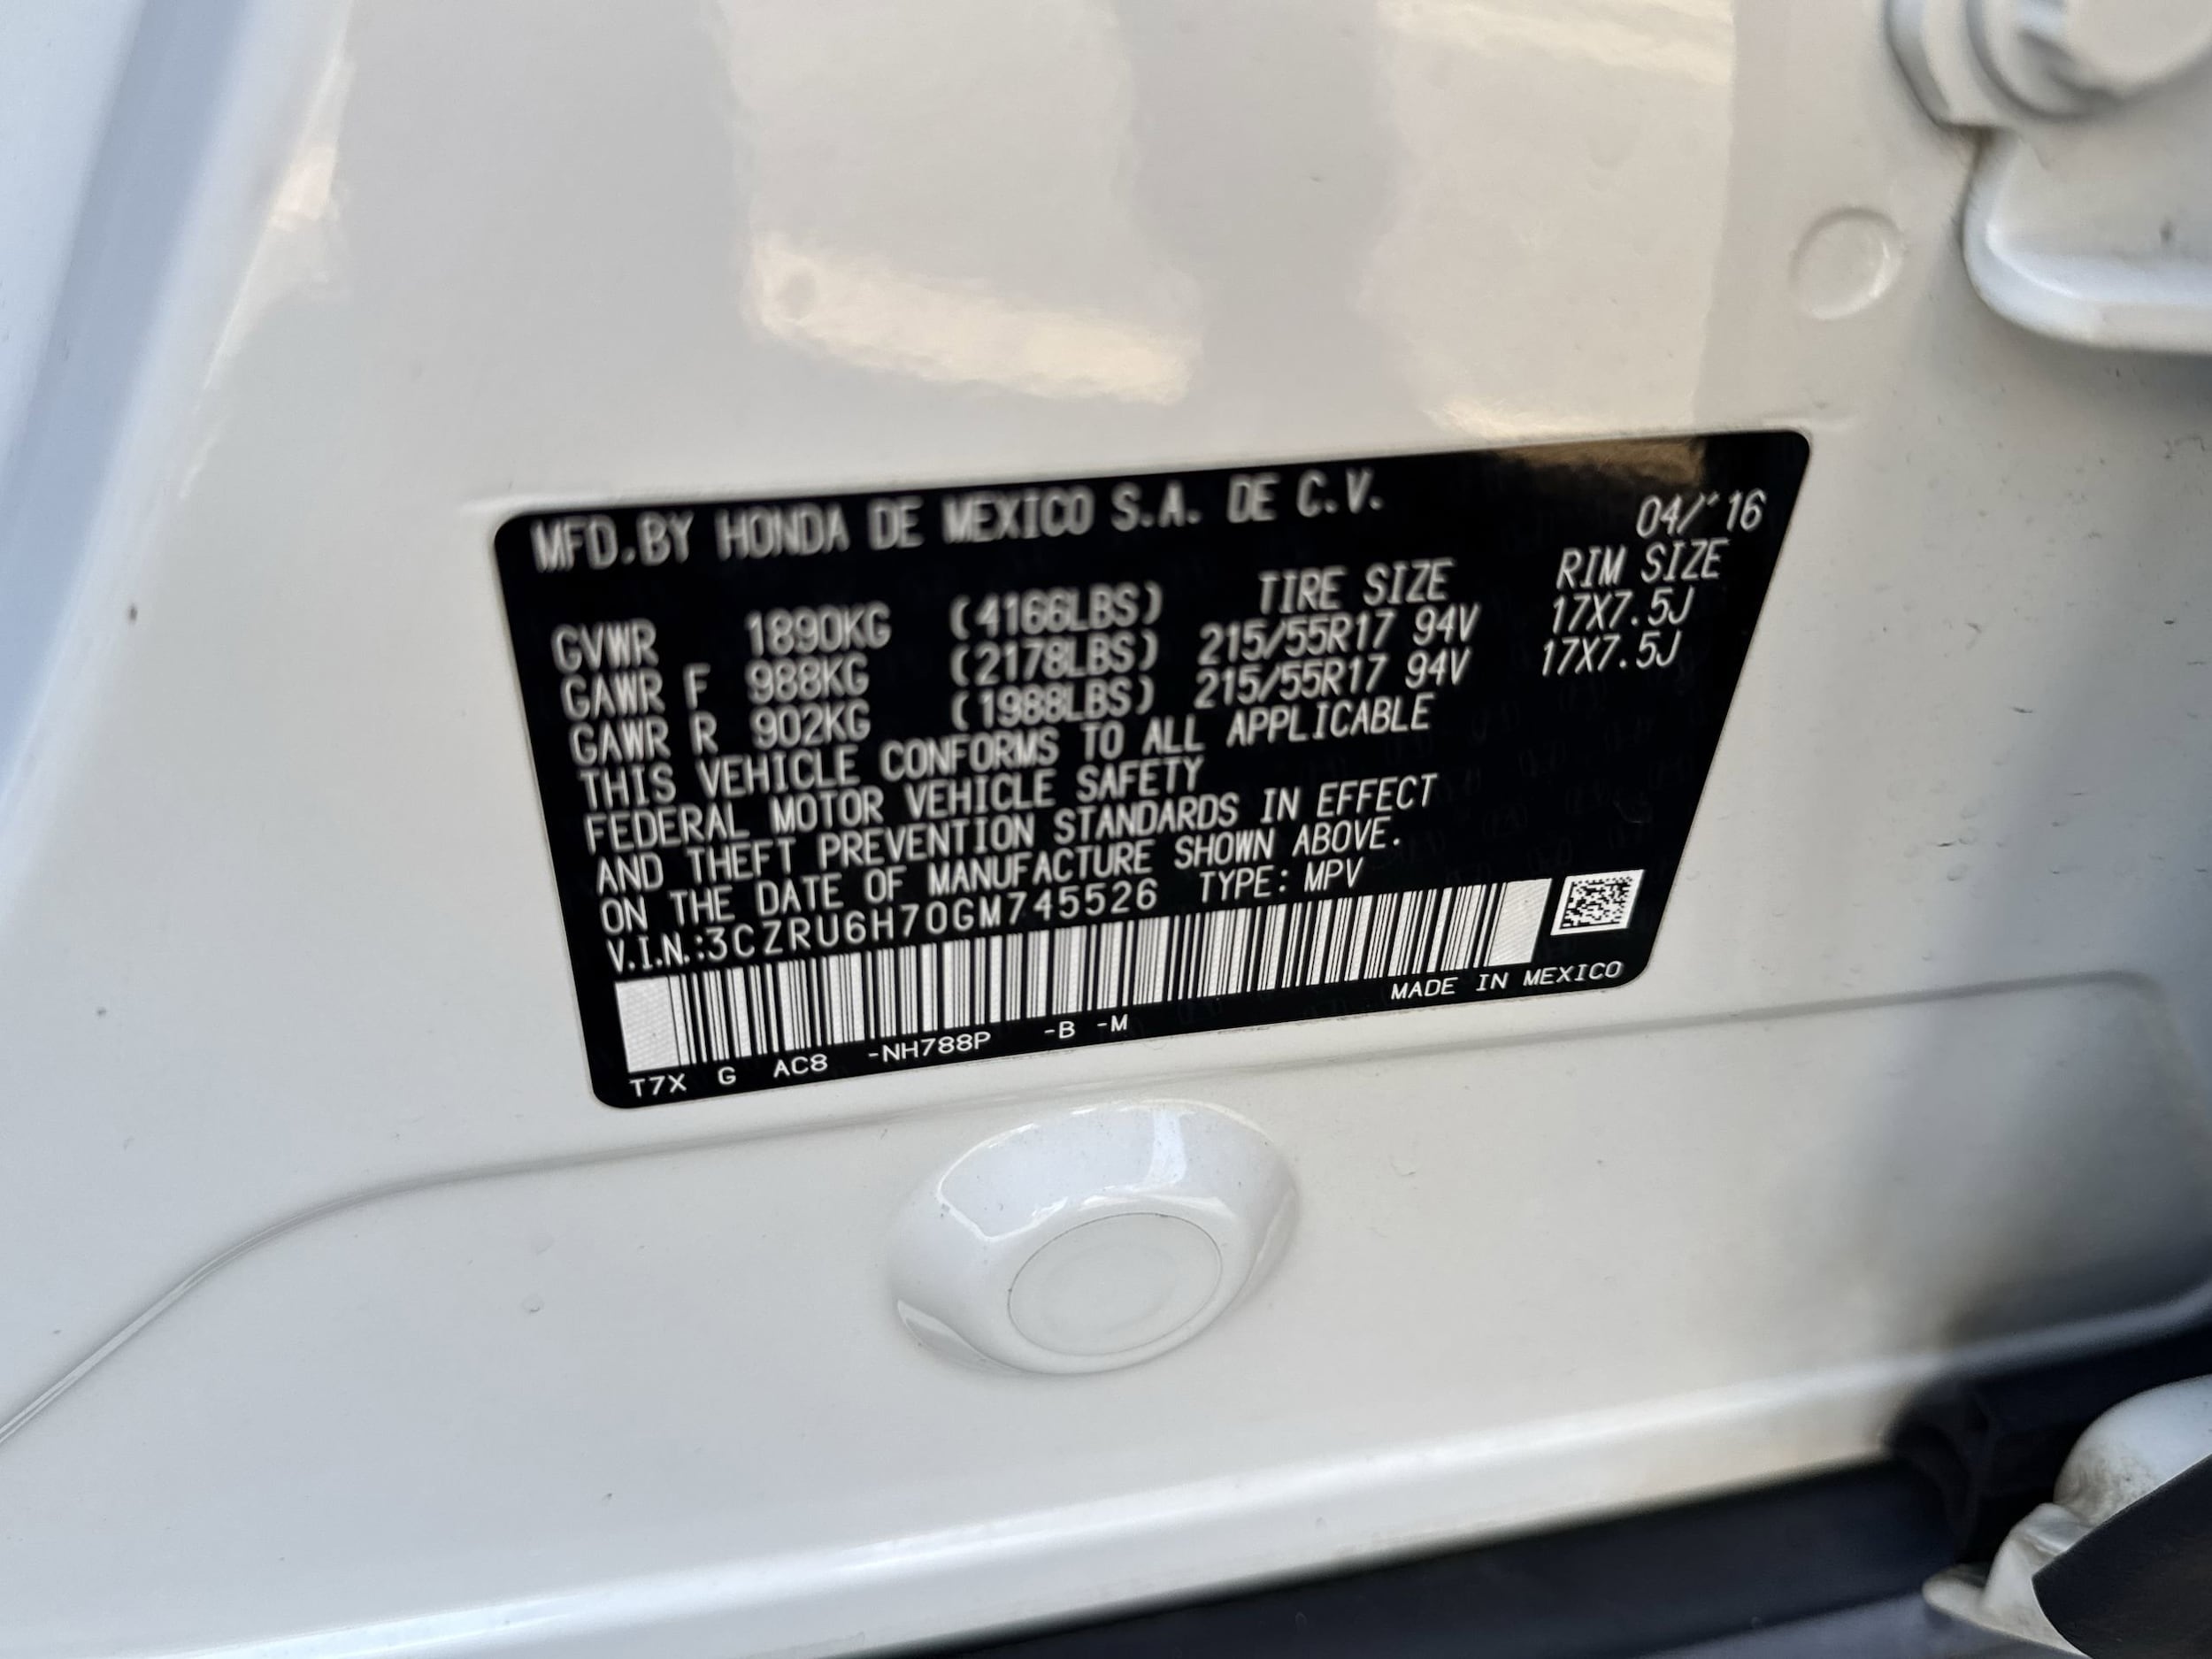 MFD.BY HONDA DE MEXICO S.A. DE C.V.
04/'16
TIRE SIZE RIM SIZE
GVWR 1890KG (4166LBS) 215/55R17 94V 17X7.5J
GAWR F 988KG (2178LBS) 215/55R17 94V 17X7.5J
GAWR R 902KG (1988LBS)
THIS VEHICLE CONFORMS TO ALL APPLICABLE
FEDERAL MOTOR VEHICLE SAFETY
AND THEFT PREVENTION STANDARDS IN EFFECT
ON THE DATE OF MANUFACTURE SHOWN ABOVE.
V.I.N.:3CZRU6H70GM745526 TYPE: MPV
MADE IN MEXICO
T7X G AC8 -NH788P -B -M